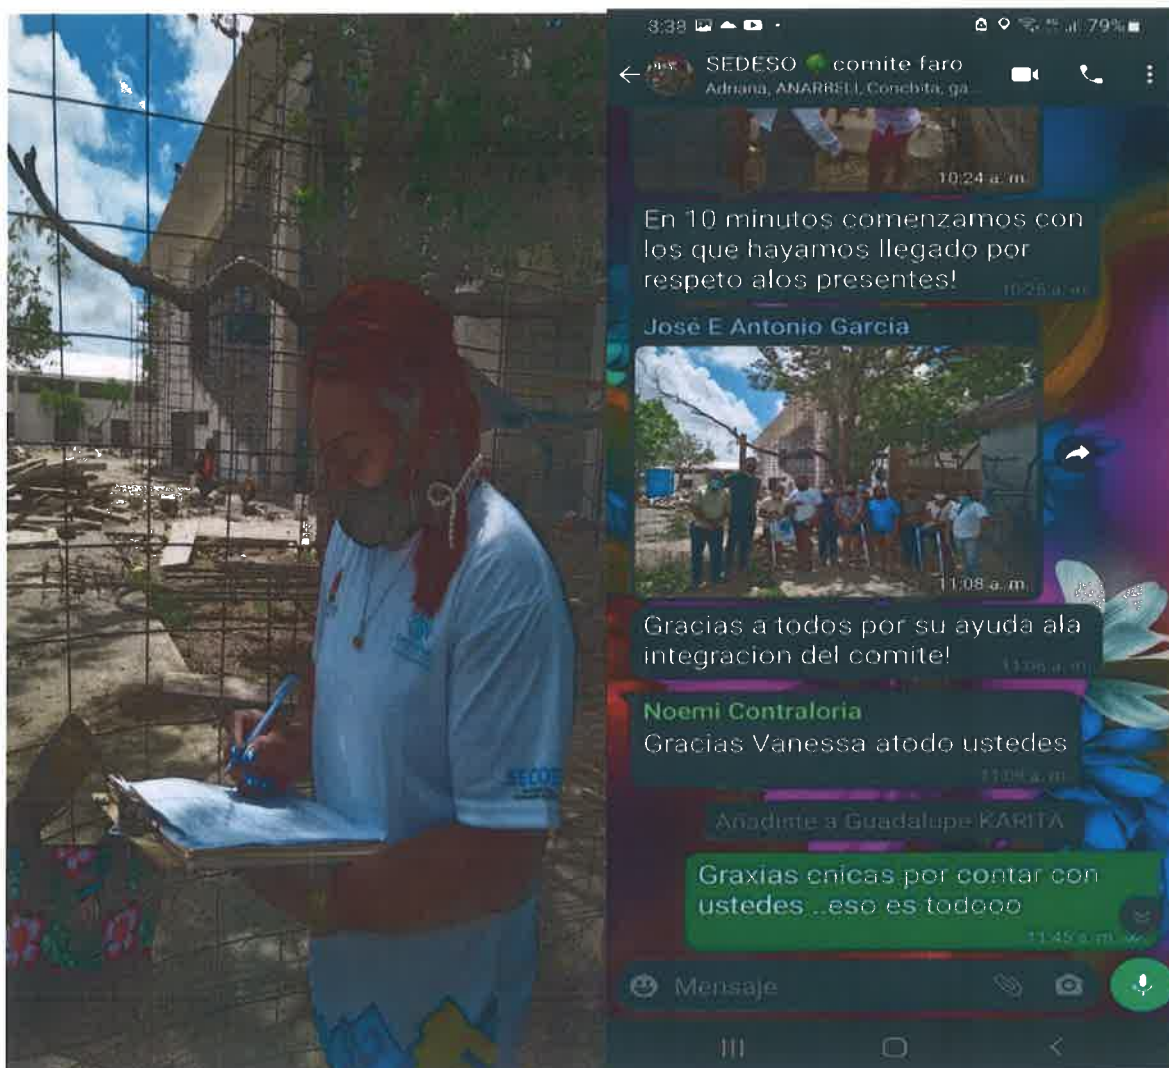 SECOE
3:38
79%
SEDESO comite faro
Adriana, ANARBELI, Conchita, ga...
10:24 a. m.
En 10 minutos comenzamos con
los que hayamos llegado por
respeto alos presentes!
José E Antonio Garcia
11:08 a. m.
Gracias a todos por su ayuda ala
integracion del comite!
Noemi Contraloria
Gracias Vanessa atodo ustedes
11:09 a. m.
Añadiste a Guadalupe KARITA
Graxias cnicas por contar con
ustedes ..eso es todooo
11:45 a. m.
Mensaje